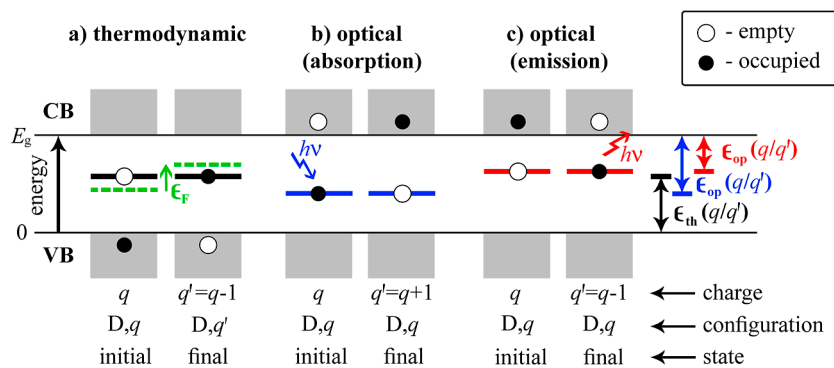 a) thermodynamic
b) optical
(absorption)
c) optical
(emission)
- empty
- occupied
CB
E_g
energy
0
VB
ϵ_F
hν
hν
ϵ_op (q/q')
ϵ_op (q/q')
ϵ_th (q/q')
q q'=q-1 q q'=q+1 q q'=q-1 charge
D,q D,q' D,q D,q D,q D,q configuration
initial final initial final initial final state